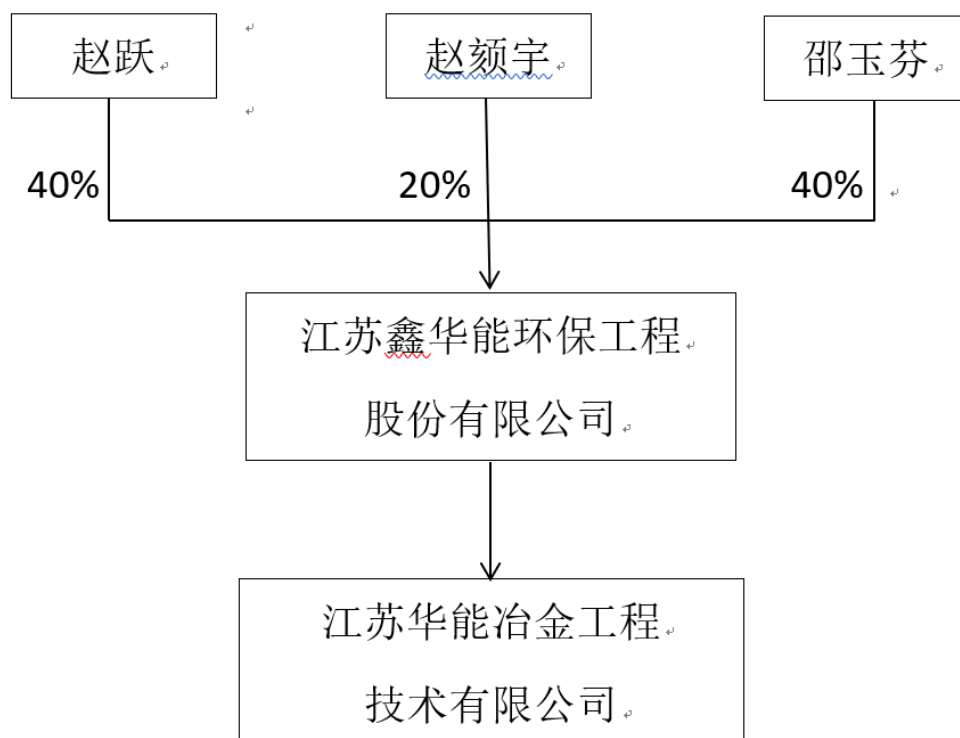 赵跃
赵颏宇
邵玉芬
40%
20%
40%
江苏鑫华能环保工程
股份有限公司
江苏华能冶金工程
技术有限公司